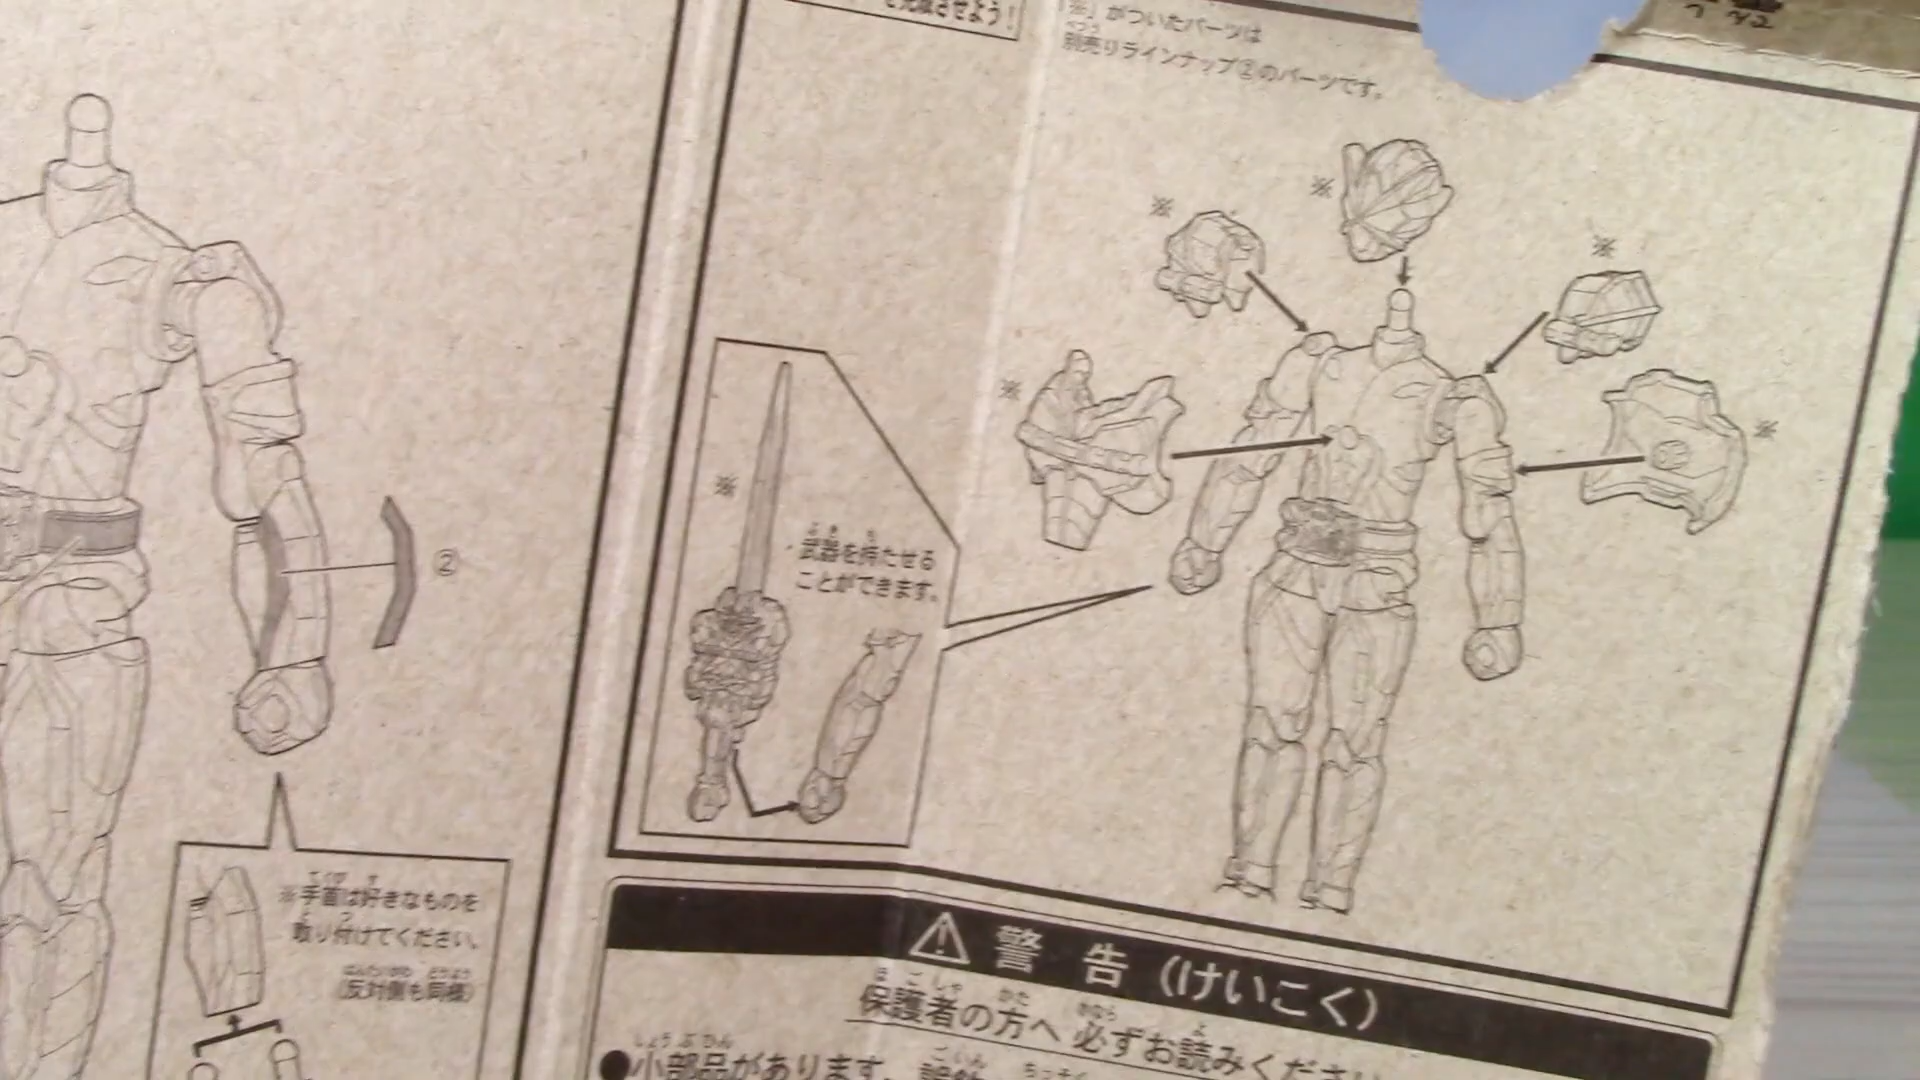 を完成させよう！
「※」がついたパーツは
別売りラインナップ②のパーツです。
※
※
※
※
※
※
武器を持たせる
ことができます。
②
※手首は好きなものを
取り付けてください。
(反対側も同様)
⚠ 警告(けいこく)
保護者の方へ 必ずお読みくださ
●小部品があります。誤飲